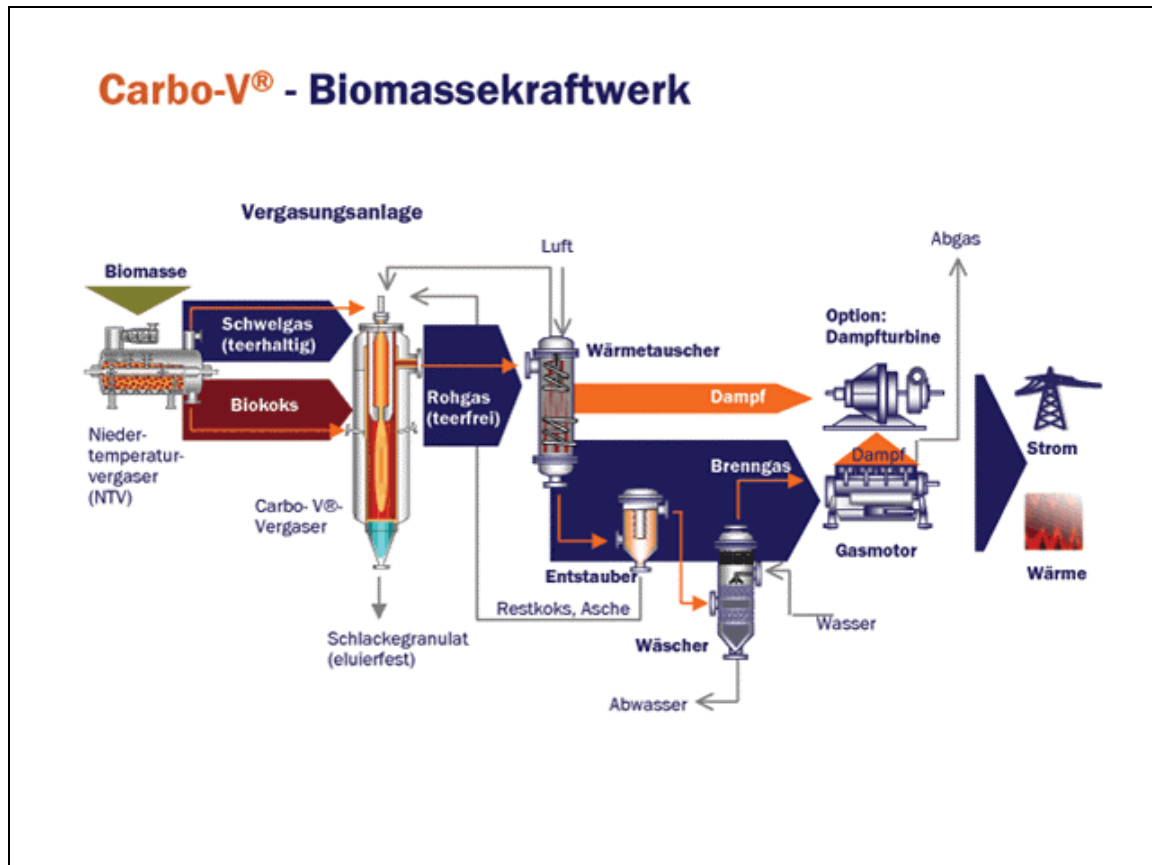 Carbo-V® - Biomassekraftwerk
Vergasungsanlage
Luft
Abgas
Biomasse
Schwelgas
(teerhaltig)
Option:
Dampfturbine
Wärmetauscher
Biokoks
Rohgas
(teerfrei)
Dampf
Nieder-
temperatur-
vergaser
(NTV)
Dampf
Strom
Brenngas
Carbo- V®-
Vergaser
Gasmotor
Entstauber
Wärme
Restkoks, Asche
Wasser
Schlackegranulat
(eluierfest)
Wäscher
Abwasser